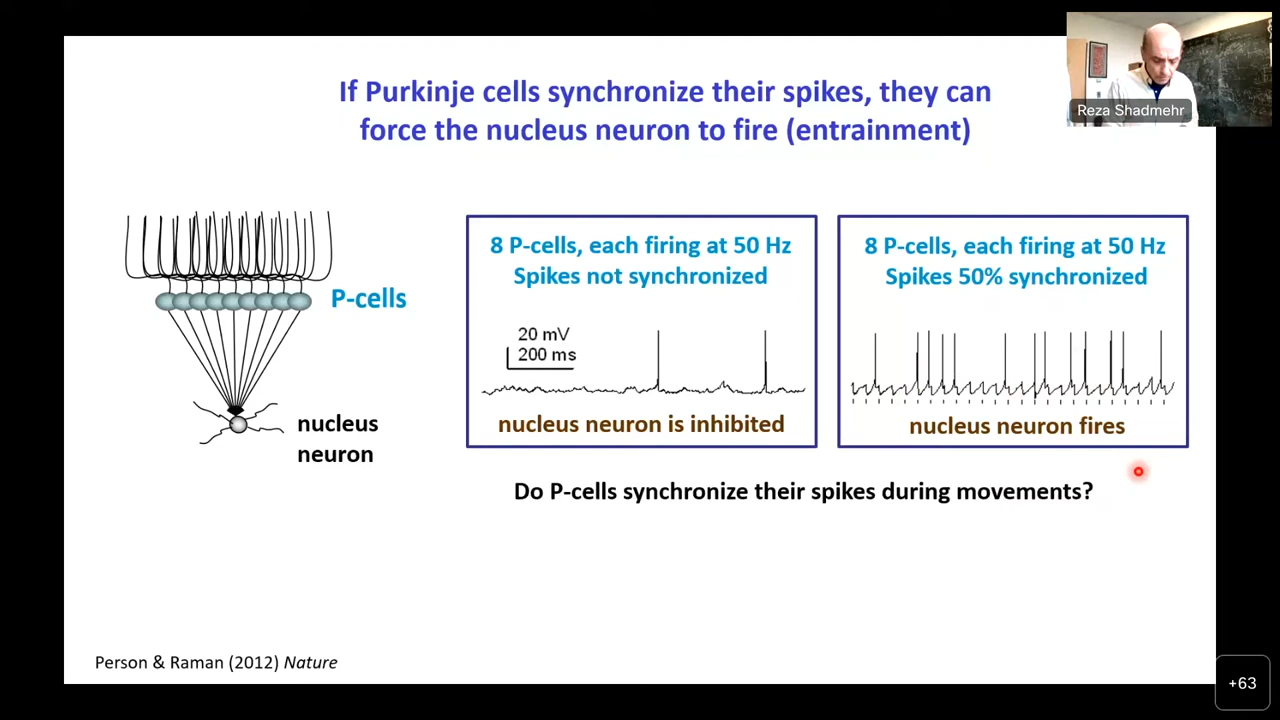 If Purkinje cells synchronize their spikes, they can
force the nucleus neuron to fire (entrainment)
Reza Shadmehr
P-cells
nucleus
neuron
8 P-cells, each firing at 50 Hz
Spikes not synchronized
20 mV
200 ms
nucleus neuron is inhibited
8 P-cells, each firing at 50 Hz
Spikes 50% synchronized
nucleus neuron fires
Do P-cells synchronize their spikes during movements?
Person & Raman (2012) Nature
+63